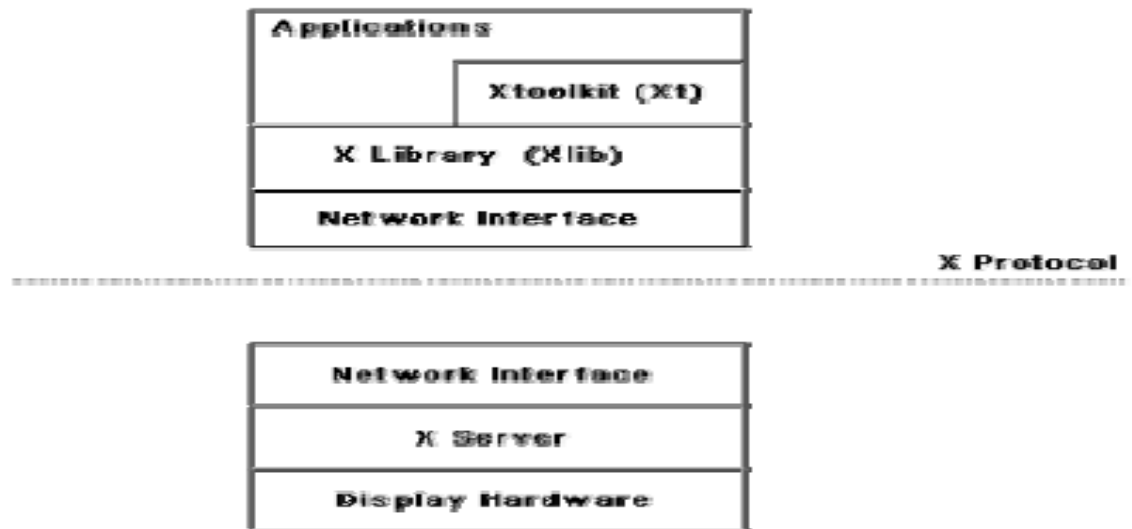 Applications
Xtoolkit (Xt)
X Library (Xlib)
Network Interface
X Protocol
Network Interface
X Server
Display Hardware